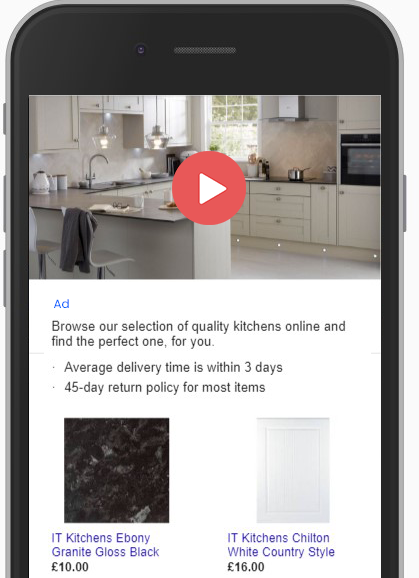 Ad
Browse our selection of quality kitchens online and
find the perfect one, for you.
· Average delivery time is within 3 days
· 45-day return policy for most items
IT Kitchens Ebony
Granite Gloss Black
£10.00
IT Kitchens Chilton
White Country Style
£16.00